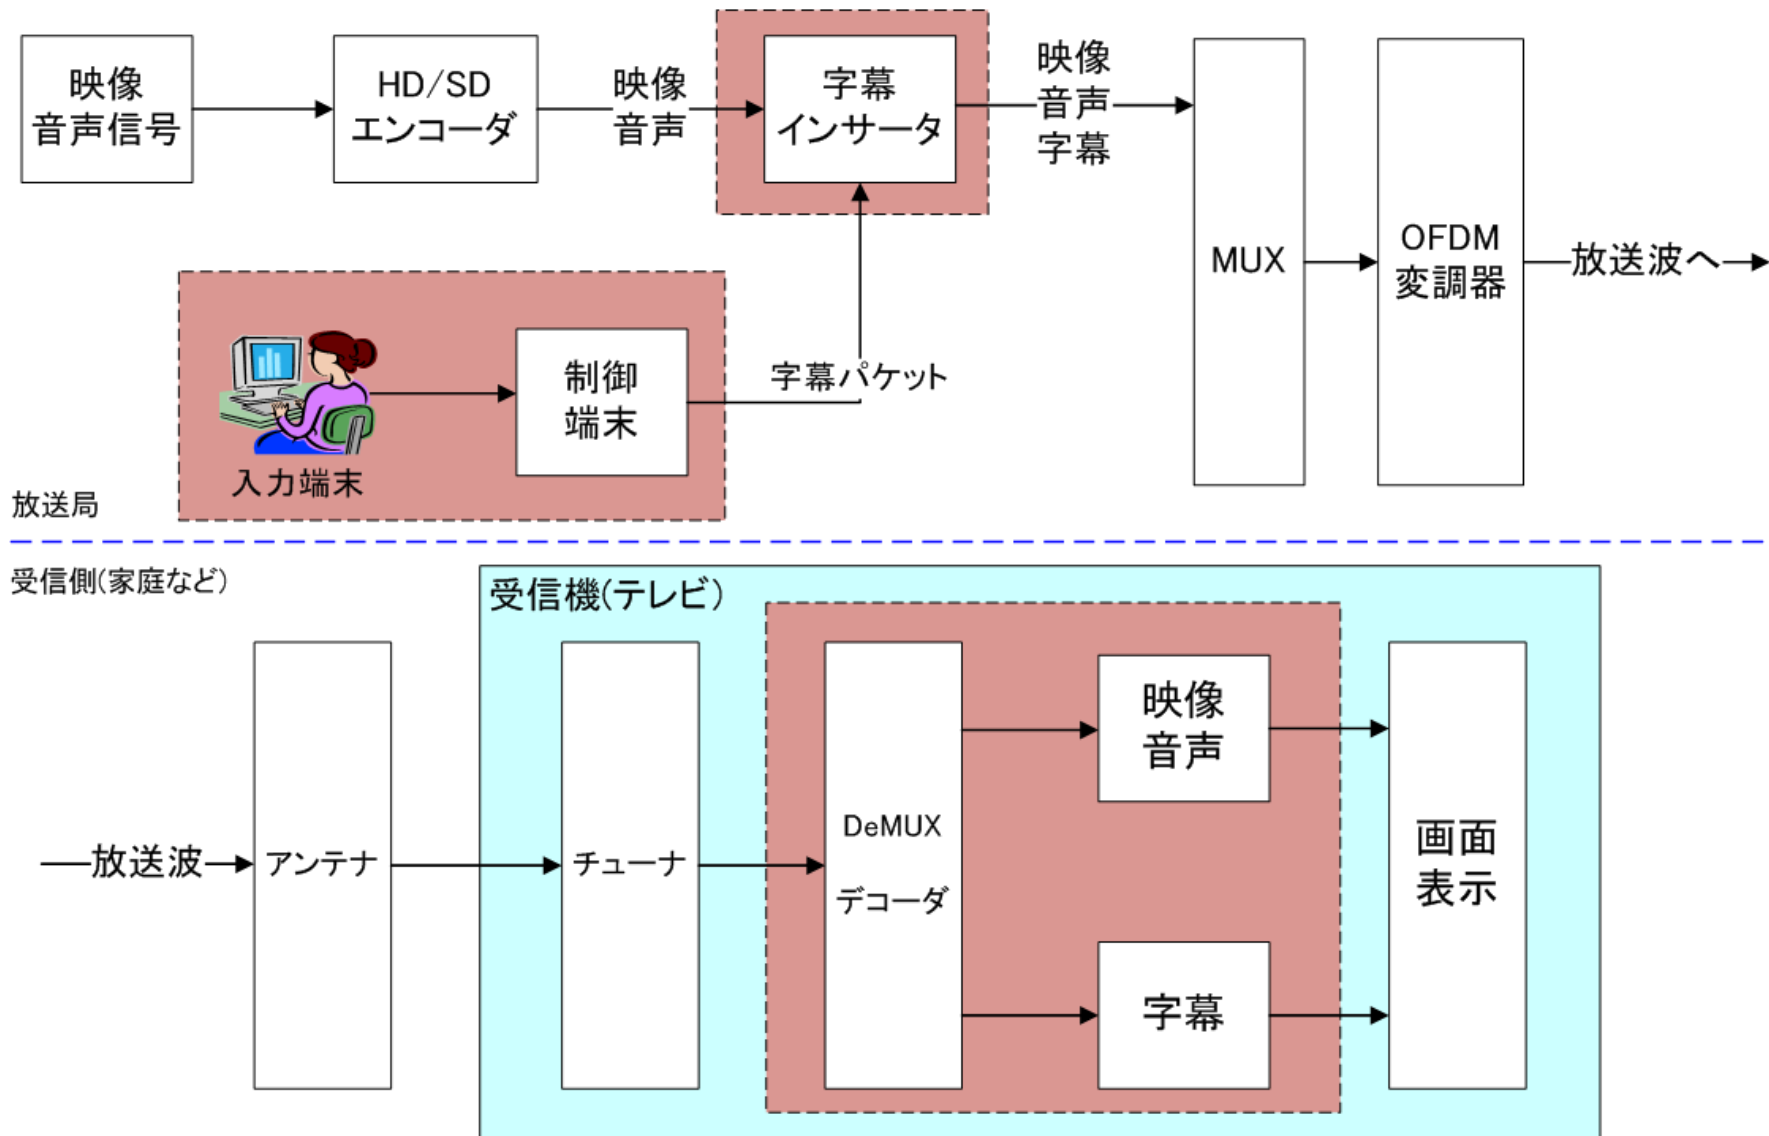 映像
音声信号
HD/SD
エンコーダ
映像
音声
字幕
インサータ
映像
音声
字幕
MUX
OFDM
変調器
放送波へ
入力端末
制御
端末
字幕パケット
放送局
受信側(家庭など)
受信機(テレビ)
放送波
アンテナ
チューナ
DeMUX
デコーダ
映像
音声
字幕
画面
表示